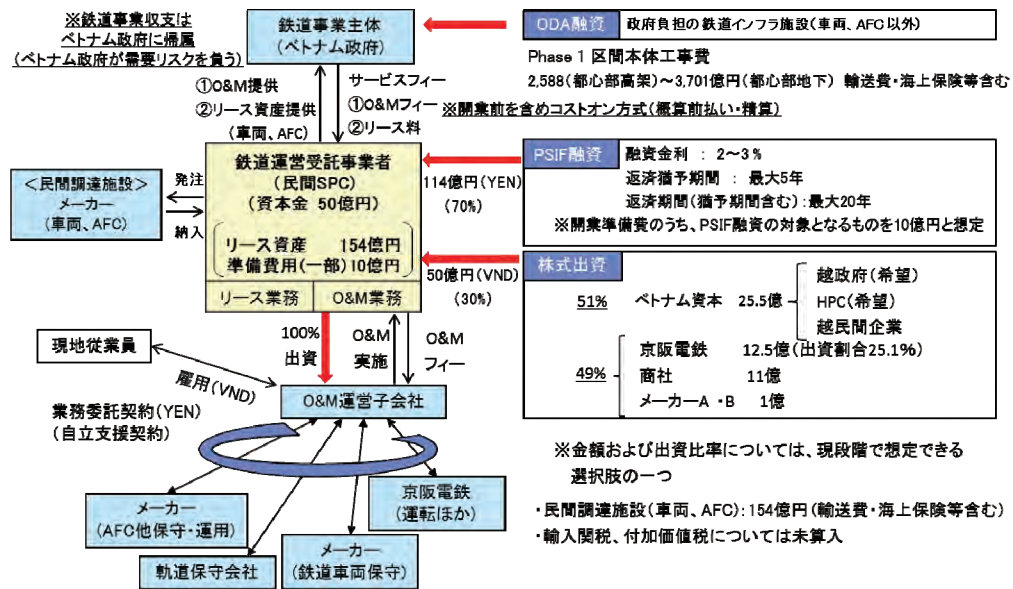 ※鉄道事業収支は
ベトナム政府に帰属
(ベトナム政府が需要リスクを負う)
鉄道事業主体
(ベトナム政府)
ODA融資
政府負担の鉄道インフラ施設(車両、AFC以外)
Phase 1 区間本体工事費
2,588(都心部高架)~3,701億円(都心部地下) 輸送費・海上保険等含む
①O&M提供
②リース資産提供
(車両、AFC)
サービスフィー
①O&Mフィー
②リース料
※開業前を含めコストオン方式(概算前払い・精算)
<民間調達施設>
メーカー
(車両、AFC)
発注
納入
鉄道運営受託事業者
(民間SPC)
(資本金 50億円)
リース資産 154億円
準備費用(一部)10億円
リース業務
O&M業務
114億円(YEN)
(70%)
PSIF融資
融資金利 : 2~3%
返済猶予期間 : 最大5年
返済期間(猶予期間含む):最大20年
※開業準備費のうち、PSIF融資の対象となるものを10億円と想定
50億円(VND)
(30%)
株式出資
51%
ベトナム資本 25.5億
越政府(希望)
HPC(希望)
越民間企業
49%
京阪電鉄 12.5億(出資割合25.1%)
商社 11億
メーカーA・B 1億
100%
出資
O&M
実施
O&M
フィー
現地従業員
雇用(VND)
O&M運営子会社
業務委託契約(YEN)
(自立支援契約)
メーカー
(AFC他保守・運用)
軌道保守会社
メーカー
(鉄道車両保守)
京阪電鉄
(運転ほか)
※金額および出資比率については、現段階で想定できる
選択肢の一つ
・民間調達施設(車両、AFC):154億円(輸送費・海上保険等含む)
・輸入関税、付加価値税については未算入